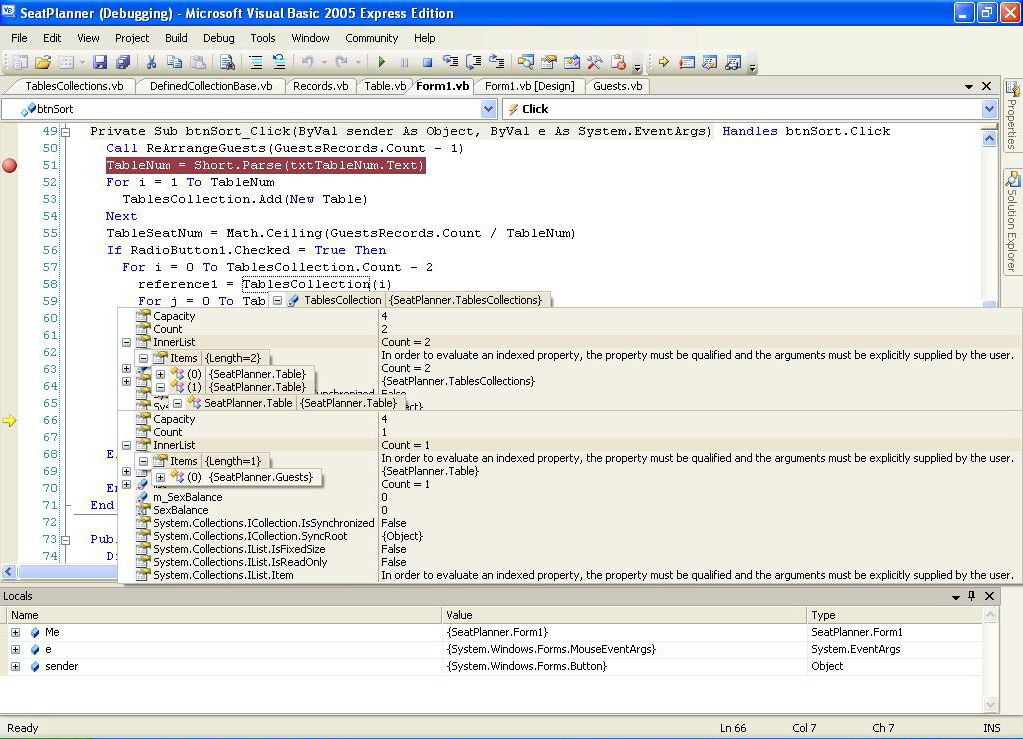 SeatPlanner (Debugging) - Microsoft Visual Basic 2005 Express Edition
File Edit View Project Build Debug Tools Window Community Help
TablesCollections.vb DefinedCollectionBase.vb Records.vb Table.vb Form1.vb Form1.vb [Design] Guests.vb
btnSort Click
Properties
Solution Explorer
49 Private Sub btnSort_Click(ByVal sender As Object, ByVal e As System.EventArgs) Handles btnSort.Click
50 Call ReArrangeGuests(GuestsRecords.Count - 1)
51 TableNum = Short.Parse(txtTableNum.Text)
52 For i = 1 To TableNum
53 TablesCollection.Add(New Table)
54 Next
55 TableSeatNum = Math.Ceiling(GuestsRecords.Count / TableNum)
56 If RadioButton1.Checked = True Then
57 For i = 0 To TablesCollection.Count - 2
58 reference1 = TablesCollection(i)
59 For j = 0 To Tab TablesCollection {SeatPlanner.TablesCollections}
60 Capacity 4
Count 2
61 InnerList Count = 2
62 Items {Length=2} In order to evaluate an indexed property, the property must be qualified and the arguments must be explicitly supplied by the user.
63 (0) {SeatPlanner.Table} Count = 2
64 (1) {SeatPlanner.Table} {SeatPlanner.TablesCollections}
65 SeatPlanner.Table {SeatPlanner.Table}
66 Capacity 4
67 Count 1
InnerList Count = 1
68 E Items {Length=1} In order to evaluate an indexed property, the property must be qualified and the arguments must be explicitly supplied by the user.
69 (0) {SeatPlanner.Guests} {SeatPlanner.Table}
70 En Count = 1
m_SexBalance 0
71 End SexBalance 0
72 System.Collections.ICollection.IsSynchronized False
73 Pub System.Collections.ICollection.SyncRoot {Object}
System.Collections.IList.IsFixedSize False
74 Di System.Collections.IList.IsReadOnly False
System.Collections.IList.Item In order to evaluate an indexed property, the property must be qualified and the arguments must be explicitly supplied by the user.
Locals
Name Value Type
Me {SeatPlanner.Form1} SeatPlanner.Form1
e {System.Windows.Forms.MouseEventArgs} System.EventArgs
sender {System.Windows.Forms.Button} Object
Ready Ln 66 Col 7 Ch 7 INS